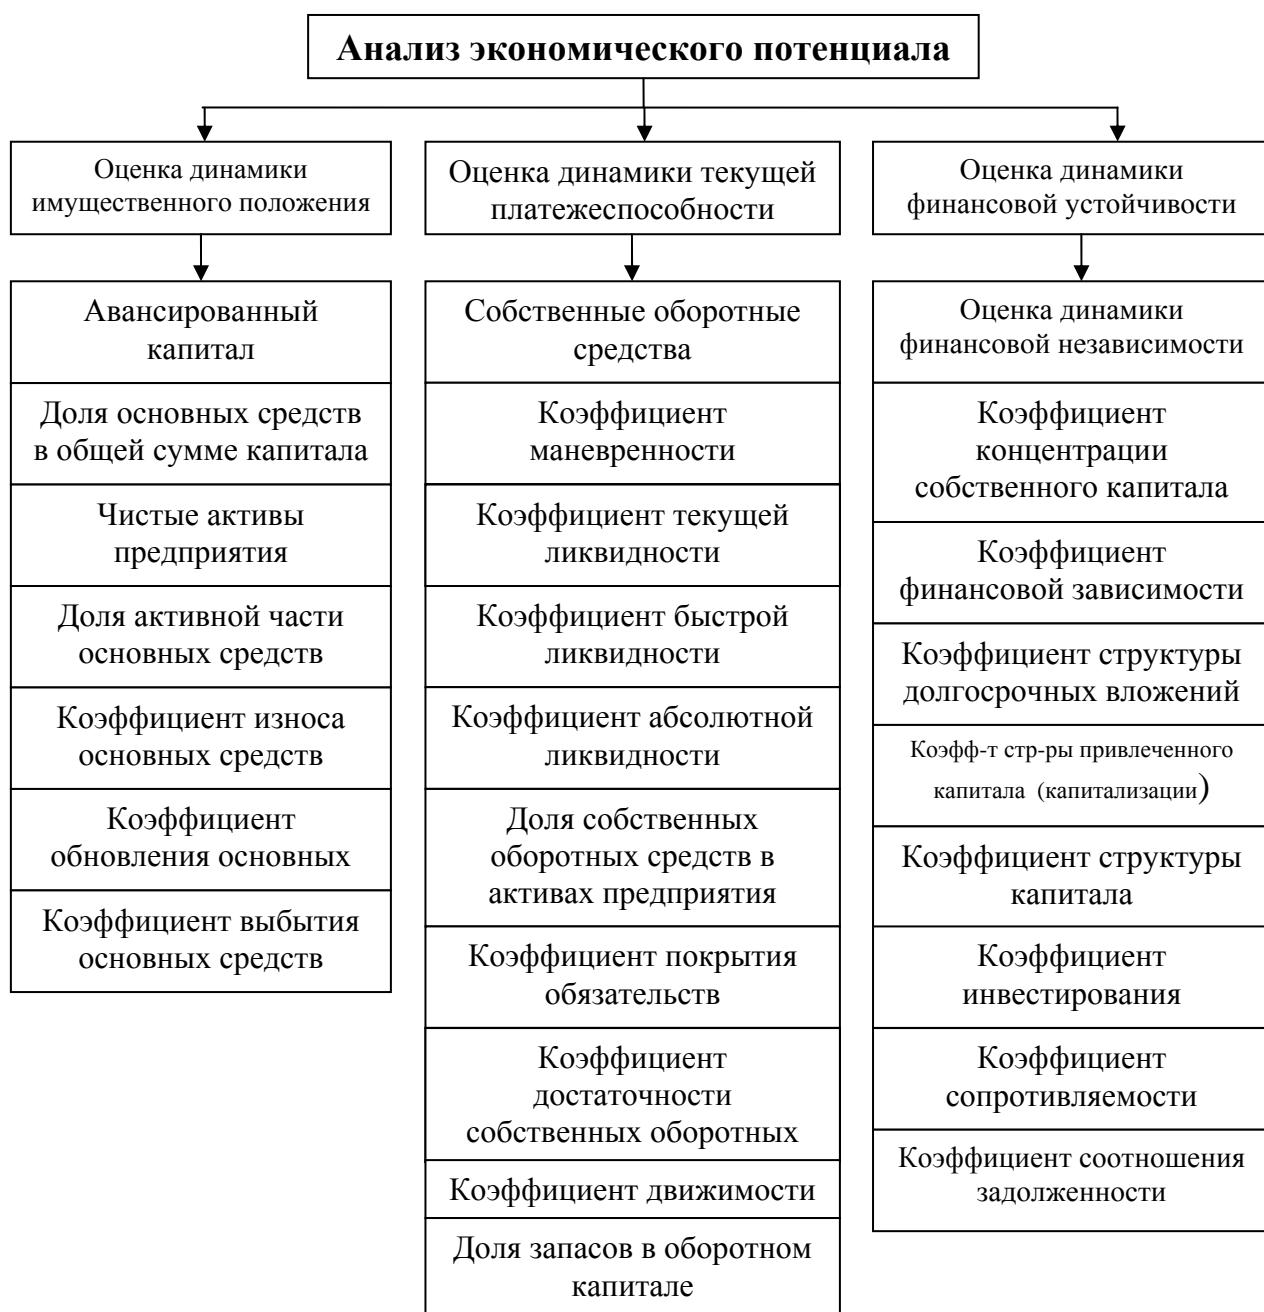 Анализ экономического потенциала
Оценка динамики
имущественного положения
Оценка динамики текущей
платежеспособности
Оценка динамики
финансовой устойчивости
Авансированный
капитал
Доля основных средств
в общей сумме капитала
Чистые активы
предприятия
Доля активной части
основных средств
Коэффициент износа
основных средств
Коэффициент
обновления основных
Коэффициент выбытия
основных средств
Собственные оборотные
средства
Коэффициент
маневренности
Коэффициент текущей
ликвидности
Коэффициент быстрой
ликвидности
Коэффициент абсолютной
ликвидности
Доля собственных
оборотных средств в
активах предприятия
Коэффициент покрытия
обязательств
Коэффициент
достаточности
собственных оборотных
Коэффициент движимости
Доля запасов в оборотном
капитале
Оценка динамики
финансовой независимости
Коэффициент
концентрации
собственного капитала
Коэффициент
финансовой зависимости
Коэффициент структуры
долгосрочных вложений
Коэфф-т стр-ры привлеченного
капитала (капитализации)
Коэффициент структуры
капитала
Коэффициент
инвестирования
Коэффициент
сопротивляемости
Коэффициент соотношения
задолженности